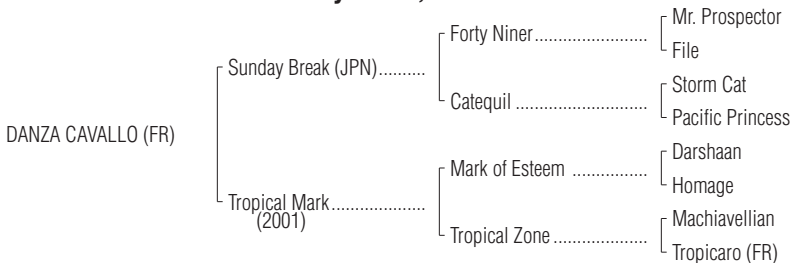 Mr. Prospector
Forty Niner
File
Sunday Break (JPN)
Storm Cat
Catequil
Pacific Princess
DANZA CAVALLO (FR)
Darshaan
Mark of Esteem
Homage
Tropical Mark
(2001)
Machiavellian
Tropical Zone
Tropicaro (FR)